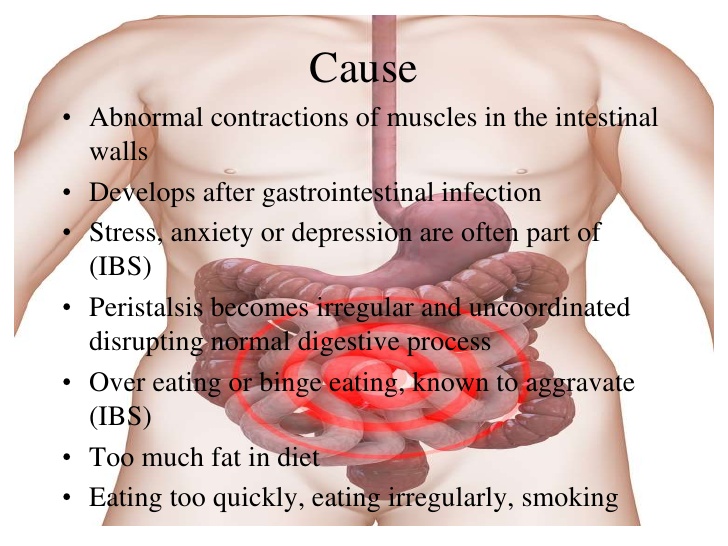 Cause
• Abnormal contractions of muscles in the intestinal
walls
• Develops after gastrointestinal infection
• Stress, anxiety or depression are often part of
(IBS)
• Peristalsis becomes irregular and uncoordinated
disrupting normal digestive process
• Over eating or binge eating, known to aggravate
(IBS)
• Too much fat in diet
• Eating too quickly, eating irregularly, smoking